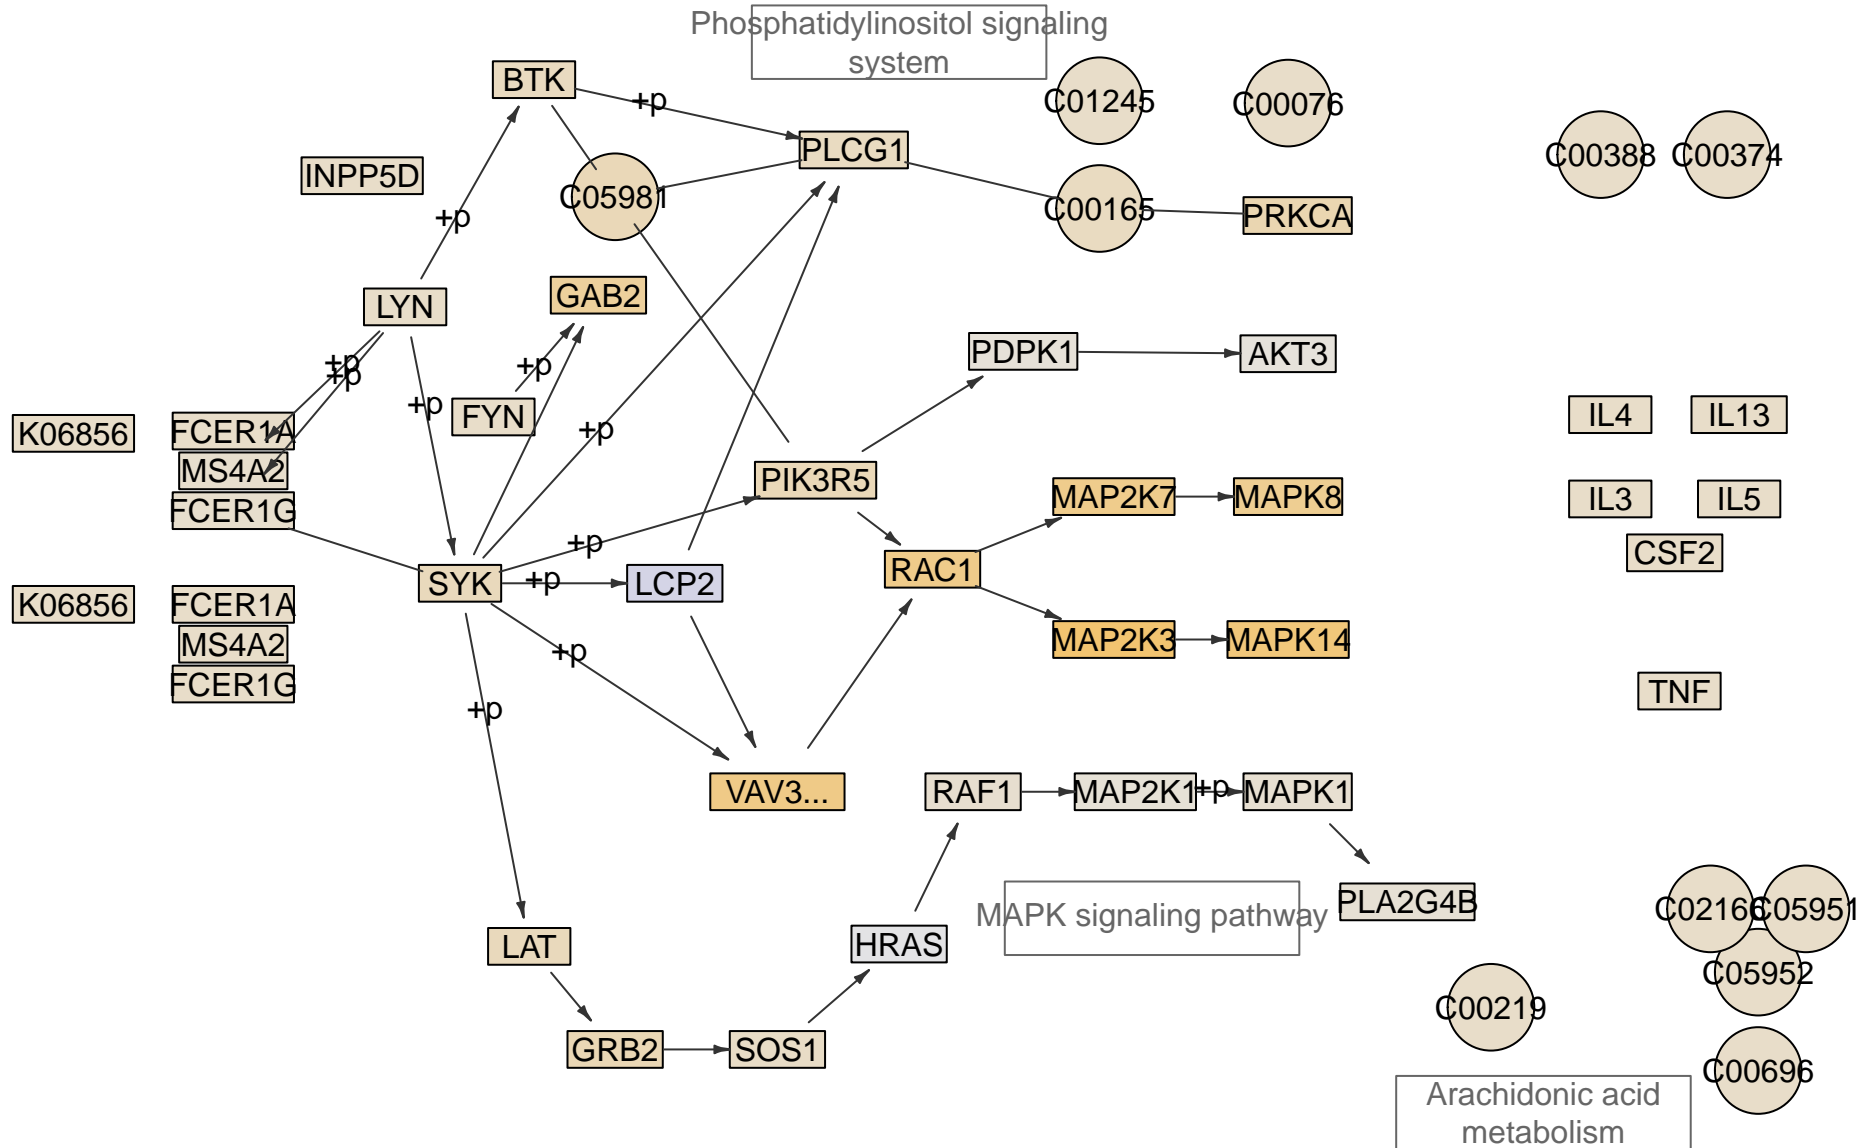 Phosphatidylinositol signaling
system
BTK
+p
C01245
C00076
PLCG1
C00388
C00374
INPP5D
C05981
+p
C00165
PRKCA
LYN
GAB2
+p
+p
+p
PDPK1
AKT3
+p
FYN
IL4
IL13
K06856
FCER1A
+p
MS4A2
PIK3R5
MAP2K7
MAPK8
IL3
IL5
FCER1G
+p
CSF2
SYK
+p
LCP2
RAC1
K06856
FCER1A
MS4A2
+p
MAP2K3
MAPK14
FCER1G
TNF
+p
VAV3...
RAF1
MAP2K1
+p
MAPK1
PLA2G4B
MAPK signaling pathway
C02166
C05951
LAT
HRAS
C05952
C00219
GRB2
SOS1
C00696
Arachidonic acid
metabolism